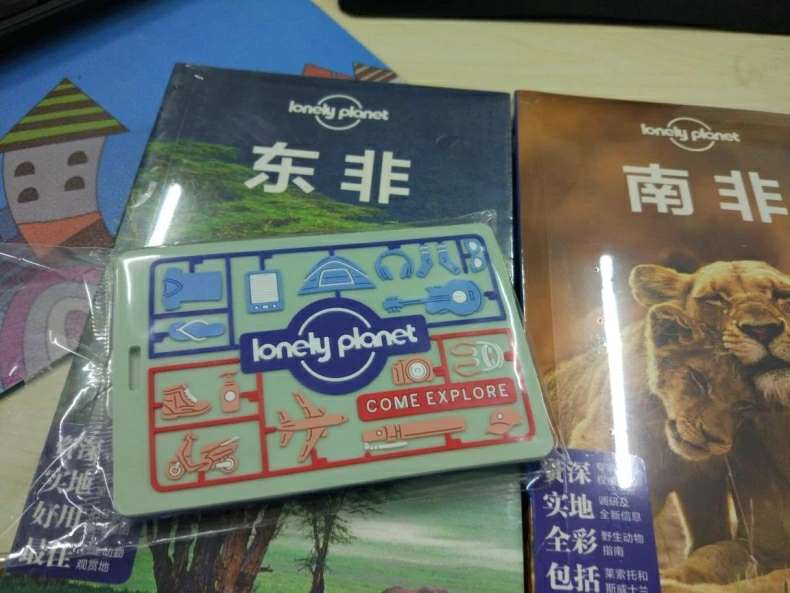 lonely planet
东非
lonely planet
南非
lonely planet
COME EXPLORE
资深
实地
调研及
全新信息
全彩
野生动物
指南
包括
莱索托和
斯威士兰
实地
好用
最佳
观赏地